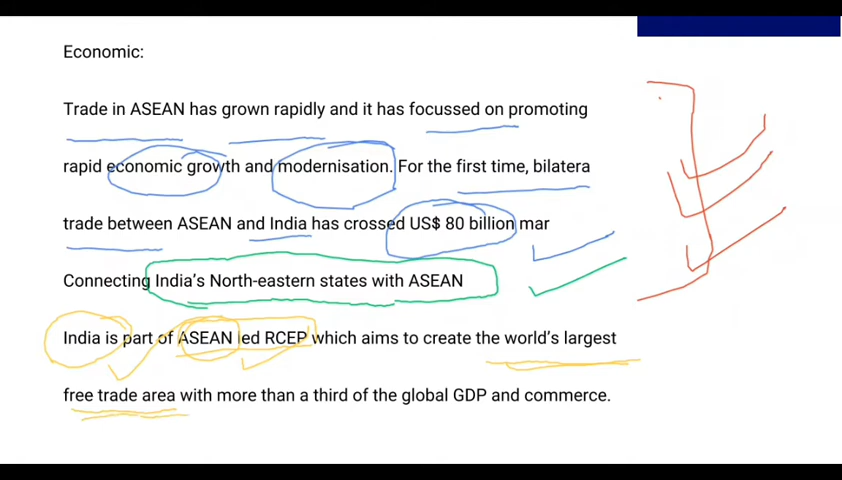 Economic:
Trade in ASEAN has grown rapidly and it has focussed on promoting
rapid economic growth and modernisation. For the first time, bilatera
trade between ASEAN and India has crossed US$ 80 billion mar
Connecting India's North-eastern states with ASEAN
India is part of ASEAN led RCEP which aims to create the world's largest
free trade area with more than a third of the global GDP and commerce.